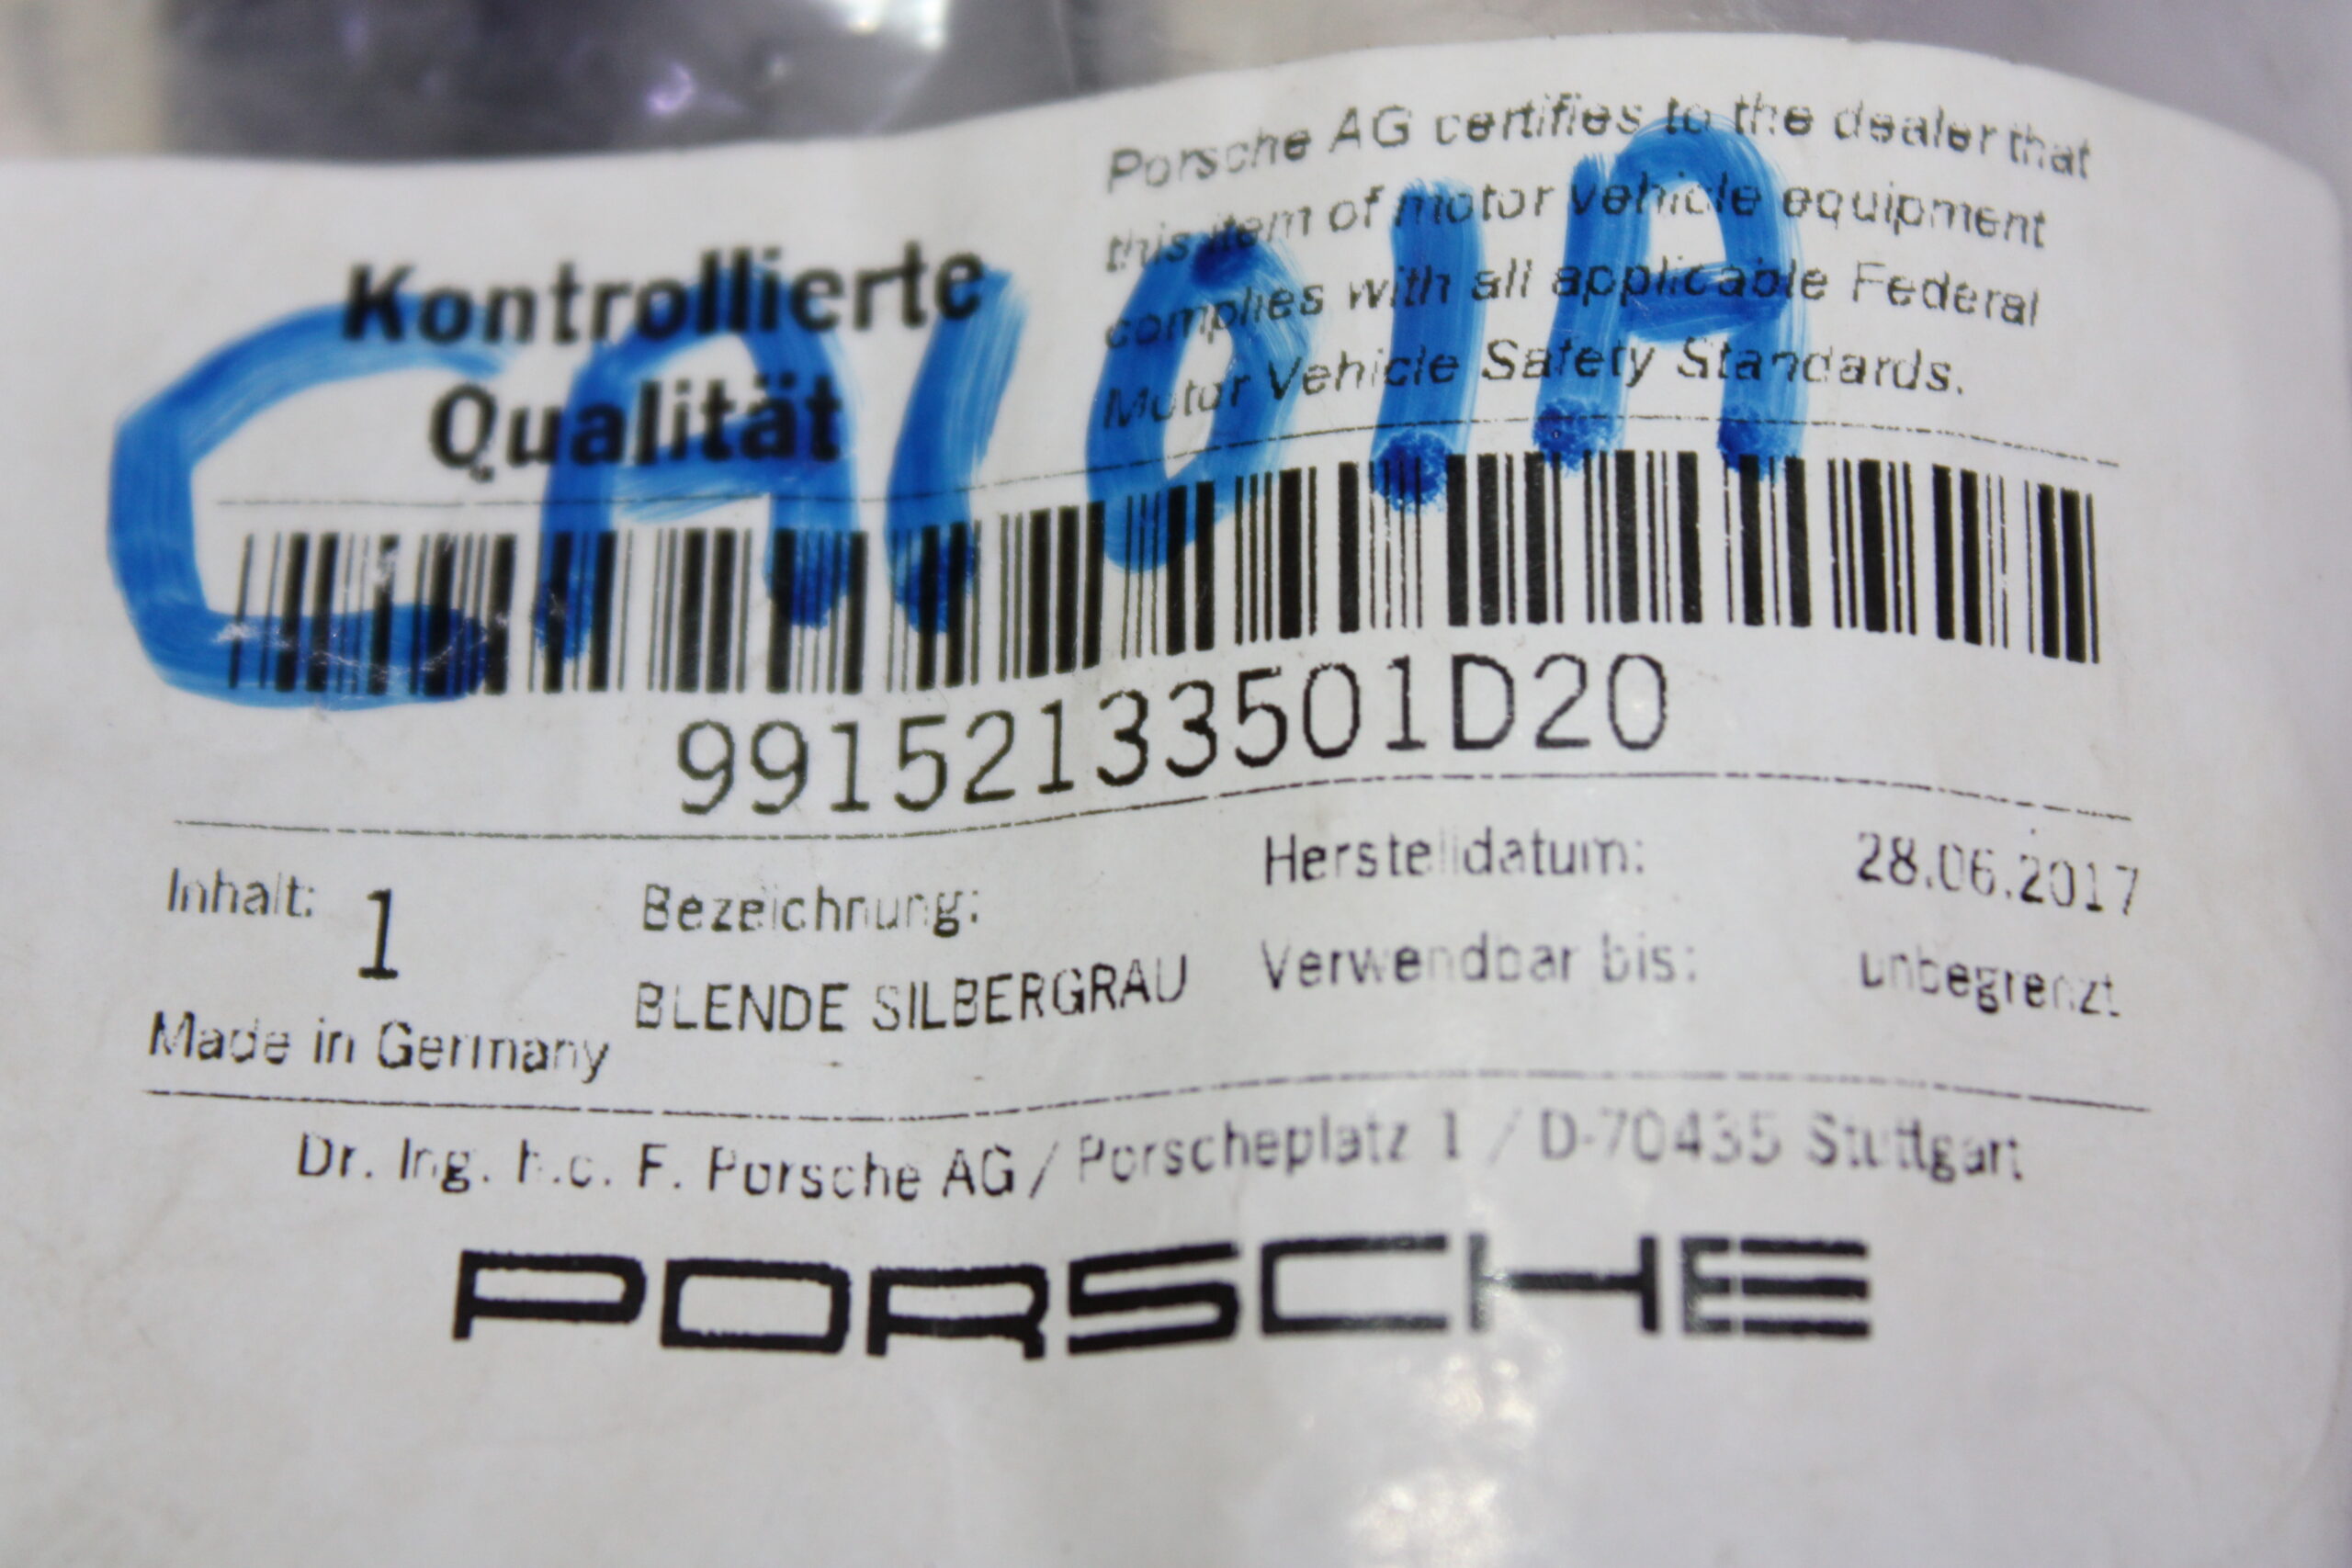 Kontrollierte
Qualität
Porsche AG certifies to the dealer that
this item of motor vehicle equipment
complies with all applicable Federal
Motor Vehicle Safety Standards.
CA101A
99152133501D20
Inhalt: 1
Made in Germany
Bezeichnung:
BLENDE SILBERGRAU
Herstelldatum: 28.06.2017
Verwendbar bis: unbegrenzt
Dr. Ing. h.c. F. Porsche AG / Porscheplatz 1 / D-70435 Stuttgart
PORSCHE